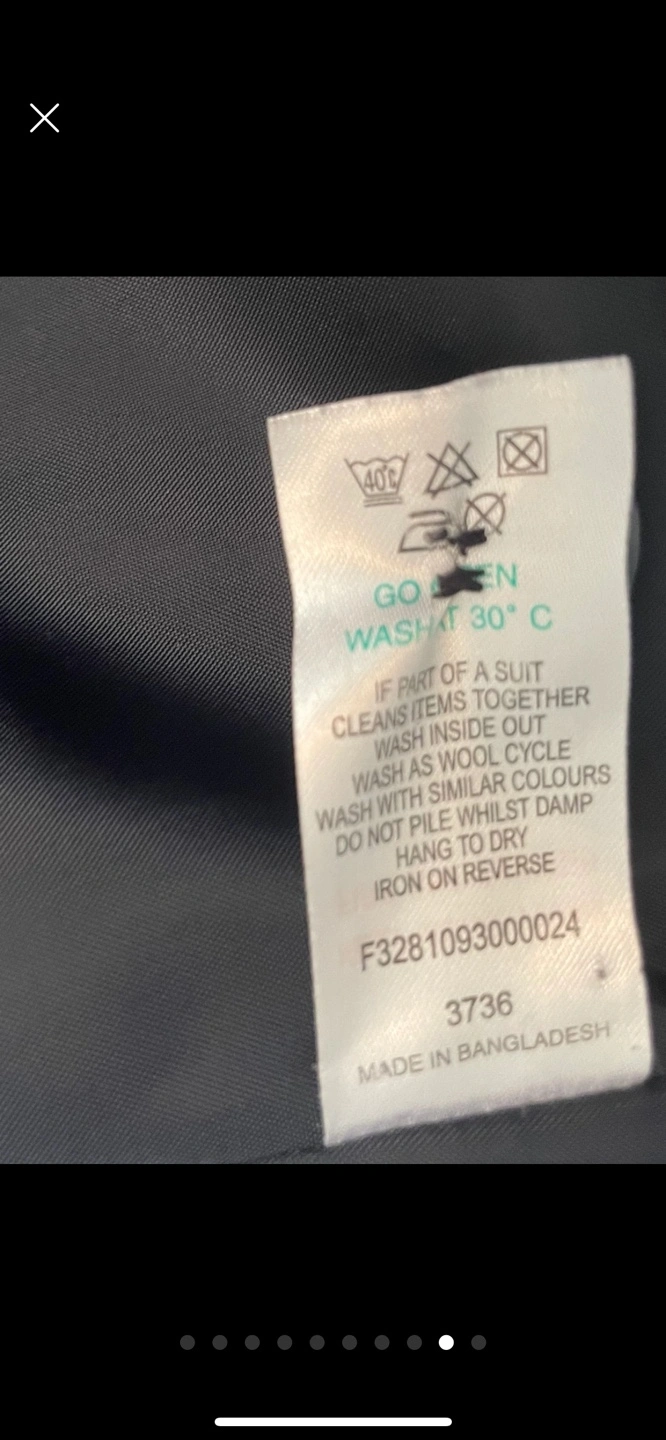 40°C
GO GREEN
WASH AT 30° C
IF PART OF A SUIT
CLEANS ITEMS TOGETHER
WASH INSIDE OUT
WASH AS WOOL CYCLE
WASH WITH SIMILAR COLOURS
DO NOT PILE WHILST DAMP
HANG TO DRY
IRON ON REVERSE
F3281093000024
3736
MADE IN BANGLADESH